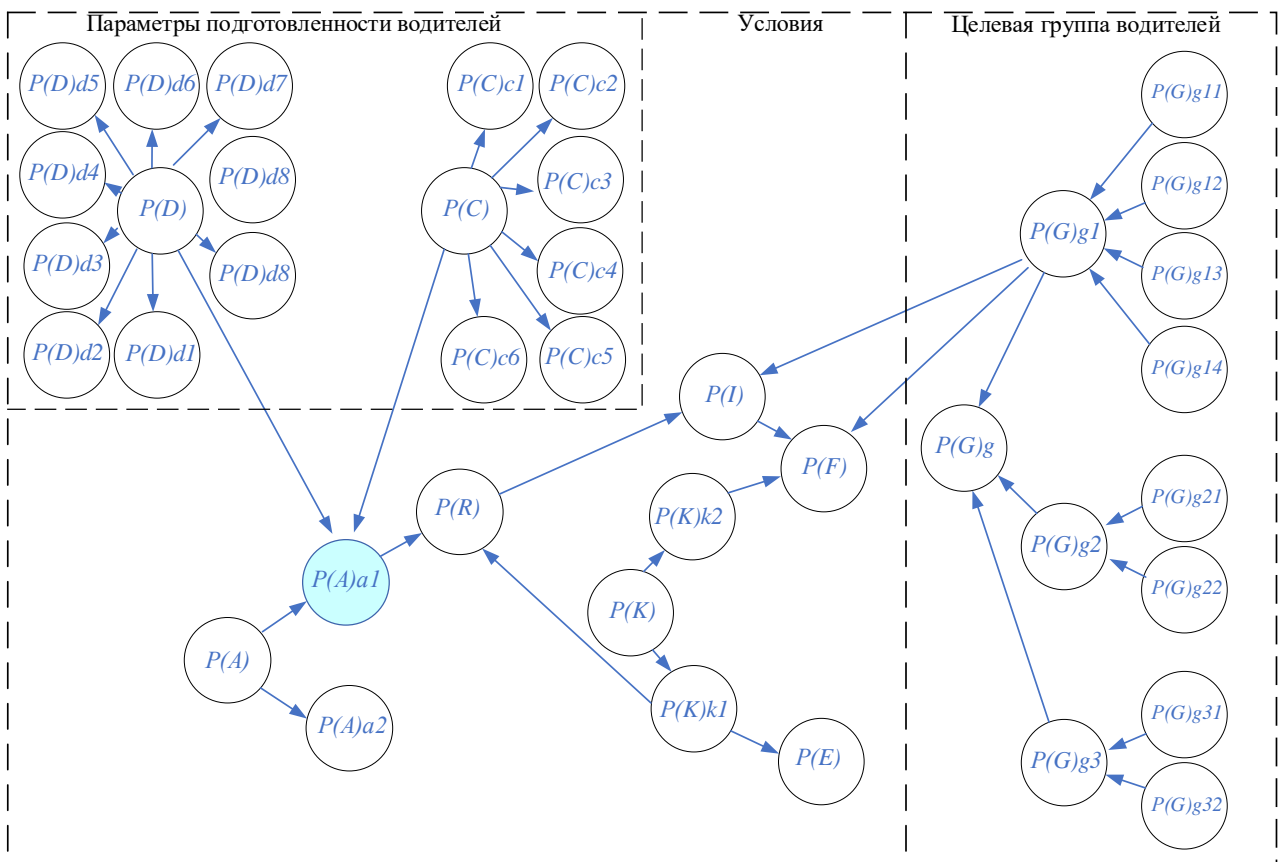 Параметры подготовленности водителей
Условия
Целевая группа водителей
P(D)d5
P(D)d6
P(D)d7
P(D)d4
P(D)d8
P(D)
P(D)d3
P(D)d8
P(D)d2
P(D)d1
P(C)c1
P(C)c2
P(C)c3
P(C)
P(C)c4
P(C)c6
P(C)c5
P(I)
P(F)
P(R)
P(K)k2
P(A)a1
P(K)
P(A)
P(K)k1
P(A)a2
P(E)
P(G)g11
P(G)g12
P(G)g1
P(G)g13
P(G)g14
P(G)g
P(G)g21
P(G)g2
P(G)g22
P(G)g31
P(G)g3
P(G)g32